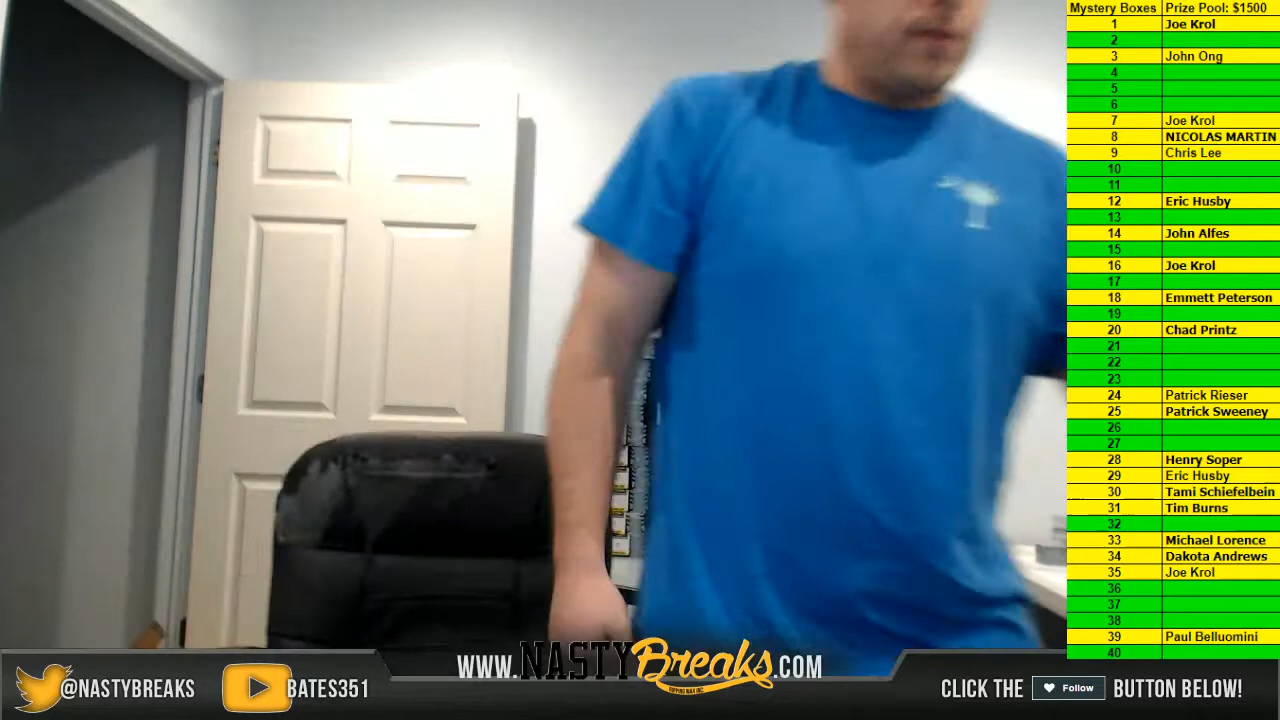 Mystery Boxes Prize Pool: $1500
1 Joe Krol
2
3 John Ong
4
5
6
7 Joe Krol
8 NICOLAS MARTIN
9 Chris Lee
10
11
12 Eric Husby
13
14 John Alfes
15
16 Joe Krol
17
18 Emmett Peterson
19
20 Chad Printz
21
22
23
24 Patrick Rieser
25 Patrick Sweeney
26
27
28 Henry Soper
29 Eric Husby
30 Tami Schiefelbein
31 Tim Burns
32
33 Michael Lorence
34 Dakota Andrews
35 Joe Krol
36
37
38
39 Paul Belluomini
40
@NASTYBREAKS
BATES351
WWW.NASTYBreaks.COM
RIPPING WAX INC
CLICK THE Follow BUTTON BELOW!